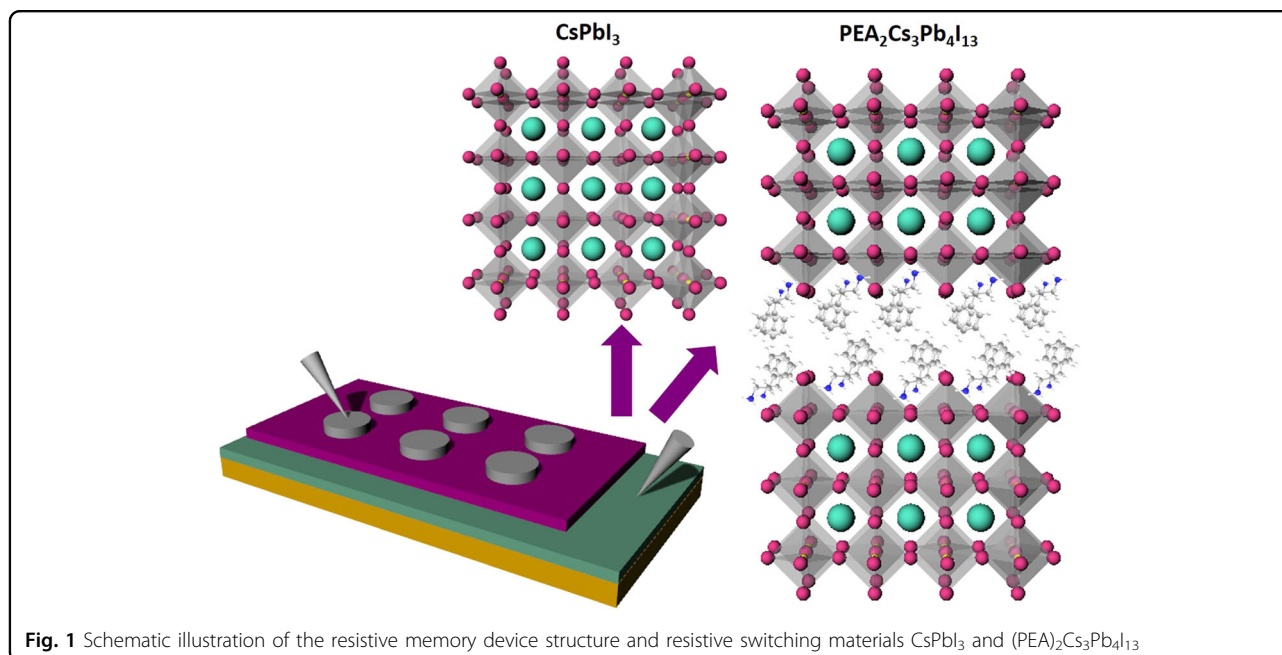 CsPbI₃
PEA₂Cs₃Pb₄I₁₃
Fig. 1 Schematic illustration of the resistive memory device structure and resistive switching materials CsPbI₃ and (PEA)₂Cs₃Pb₄I₁₃